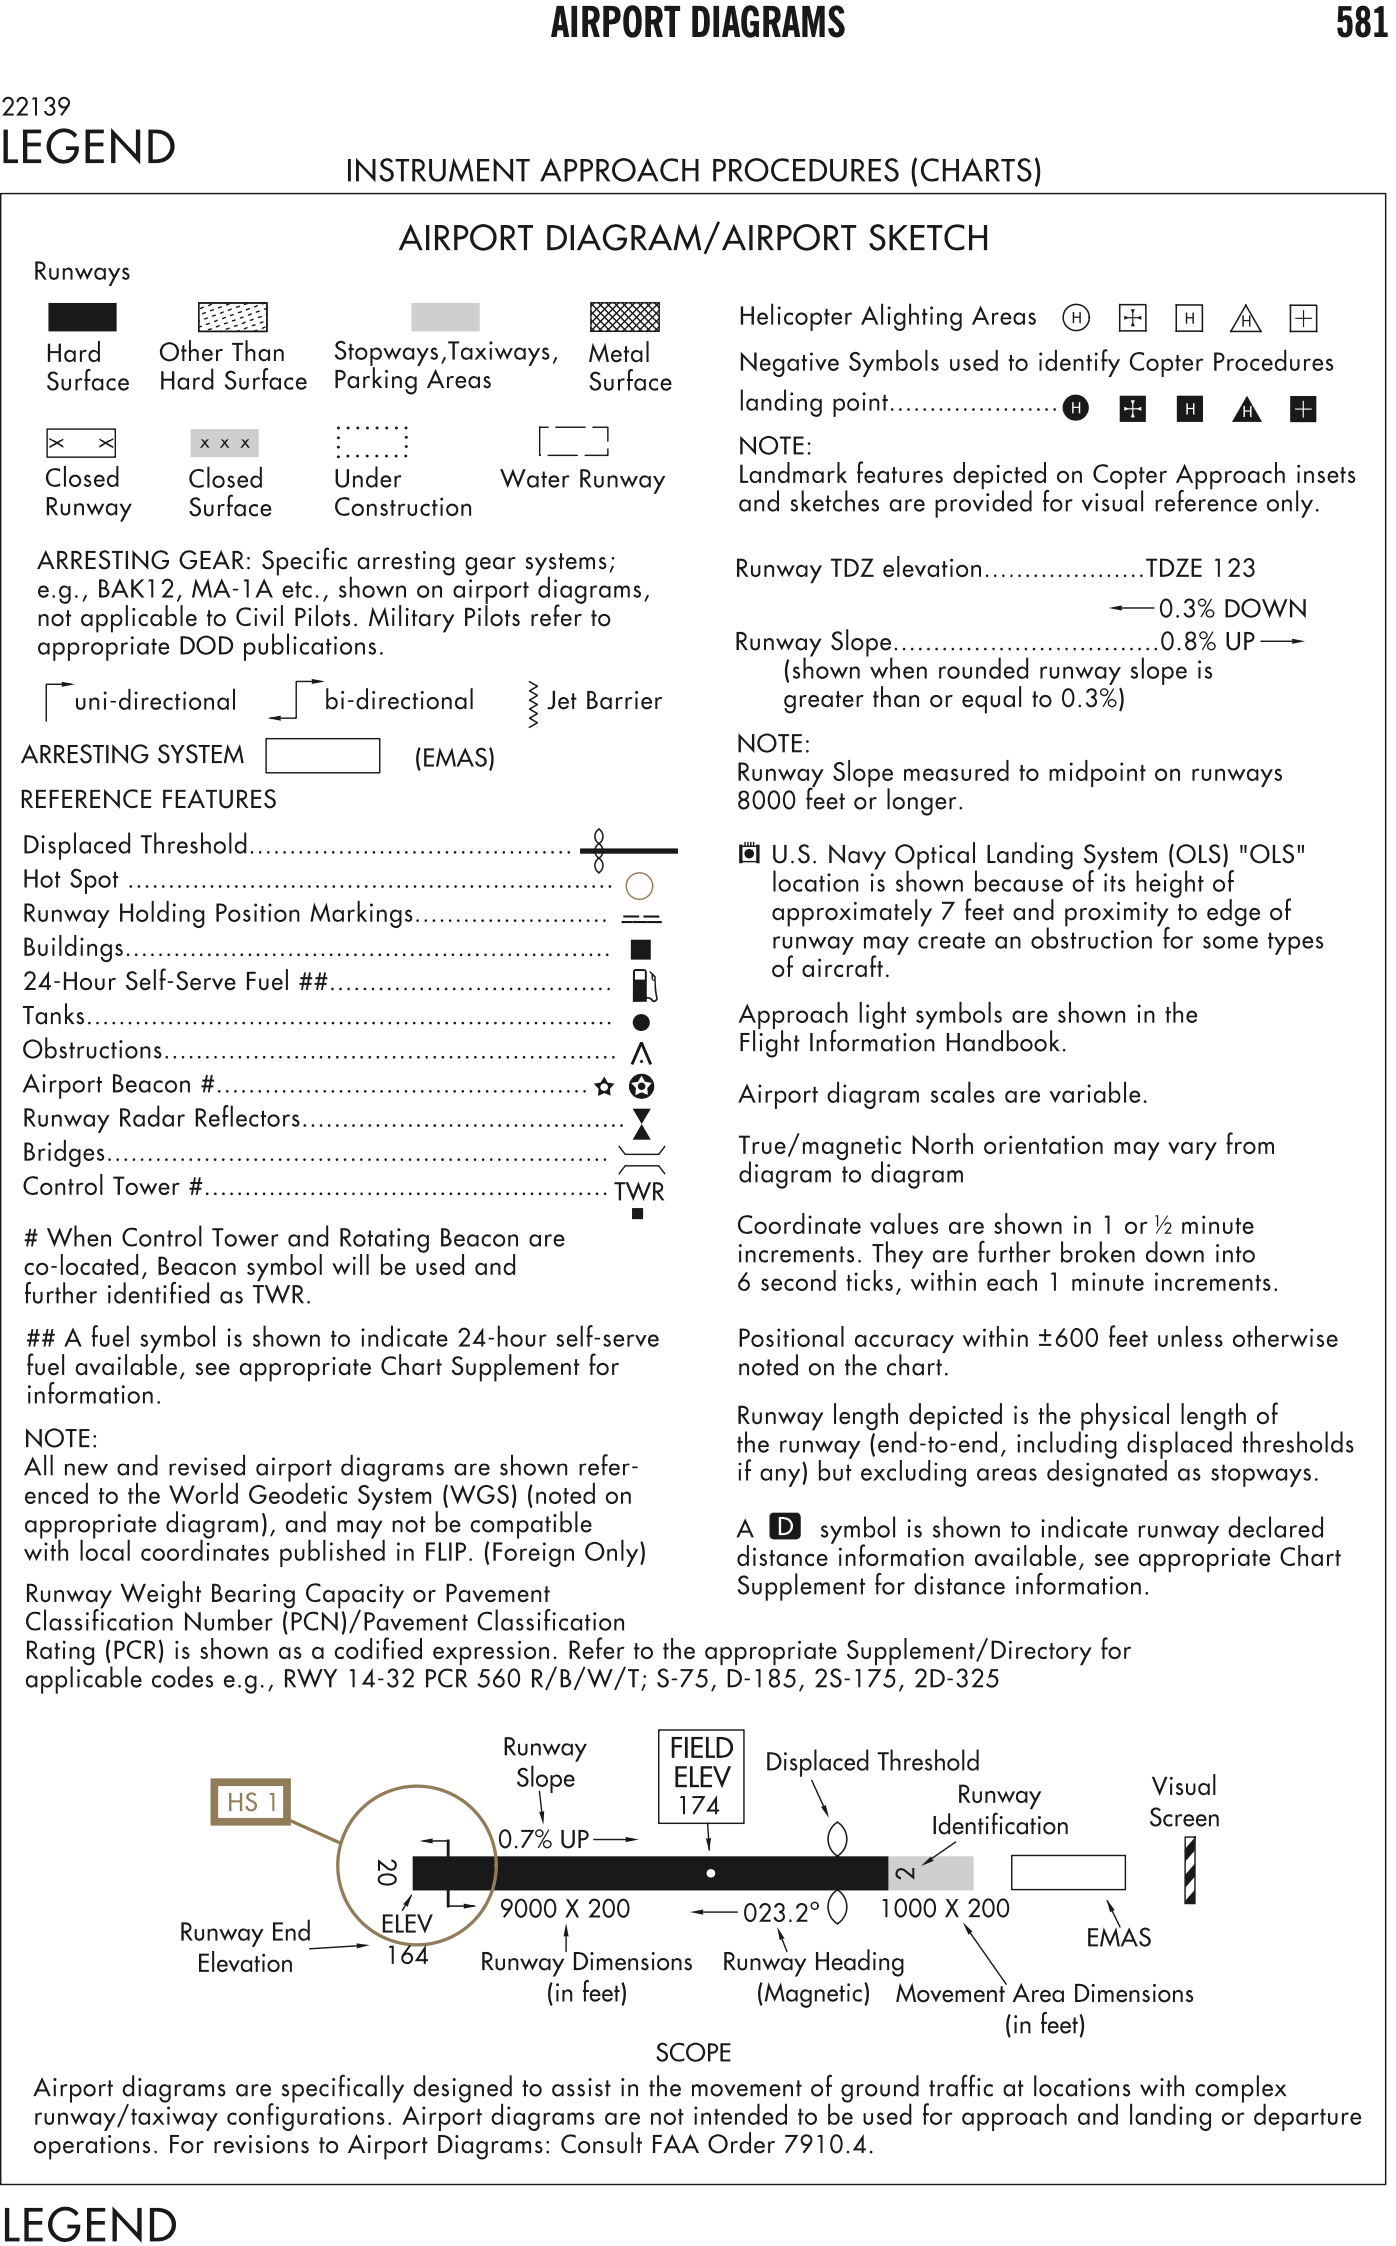 AIRPORT DIAGRAMS
581
22139
LEGEND
INSTRUMENT APPROACH PROCEDURES (CHARTS)
AIRPORT DIAGRAM/AIRPORT SKETCH
Runways
Hard
Surface
Other Than
Hard Surface
Stopways,Taxiways,
Parking Areas
Metal
Surface
x x
Closed
Runway
x x x
Closed
Surface
Under
Construction
Water Runway
ARRESTING GEAR: Specific arresting gear systems;
e.g., BAK12, MA-1A etc., shown on airport diagrams,
not applicable to Civil Pilots. Military Pilots refer to
appropriate DOD publications.
uni-directional
bi-directional
Jet Barrier
ARRESTING SYSTEM
(EMAS)
REFERENCE FEATURES
Displaced Threshold........................................
Hot Spot ............................................................
Runway Holding Position Markings........................
Buildings............................................................
24-Hour Self-Serve Fuel ##...................................
Tanks.................................................................
Obstructions........................................................
Airport Beacon #..............................................
Runway Radar Reflectors........................................
Bridges..............................................................
Control Tower #..................................................TWR
# When Control Tower and Rotating Beacon are
co-located, Beacon symbol will be used and
further identified as TWR.
## A fuel symbol is shown to indicate 24-hour self-serve
fuel available, see appropriate Chart Supplement for
information.
NOTE:
All new and revised airport diagrams are shown refer-
enced to the World Geodetic System (WGS) (noted on
appropriate diagram), and may not be compatible
with local coordinates published in FLIP. (Foreign Only)
Runway Weight Bearing Capacity or Pavement
Classification Number (PCN)/Pavement Classification
Rating (PCR) is shown as a codified expression. Refer to the appropriate Supplement/Directory for
applicable codes e.g., RWY 14-32 PCR 560 R/B/W/T; S-75, D-185, 2S-175, 2D-325
Helicopter Alighting Areas H H H
Negative Symbols used to identify Copter Procedures
landing point.....................H H H
NOTE:
Landmark features depicted on Copter Approach insets
and sketches are provided for visual reference only.
Runway TDZ elevation....................TDZE 123
0.3% DOWN
Runway Slope.................................0.8% UP
(shown when rounded runway slope is
greater than or equal to 0.3%)
NOTE:
Runway Slope measured to midpoint on runways
8000 feet or longer.
U.S. Navy Optical Landing System (OLS) "OLS"
location is shown because of its height of
approximately 7 feet and proximity to edge of
runway may create an obstruction for some types
of aircraft.
Approach light symbols are shown in the
Flight Information Handbook.
Airport diagram scales are variable.
True/magnetic North orientation may vary from
diagram to diagram
Coordinate values are shown in 1 or ½ minute
increments. They are further broken down into
6 second ticks, within each 1 minute increments.
Positional accuracy within ±600 feet unless otherwise
noted on the chart.
Runway length depicted is the physical length of
the runway (end-to-end, including displaced thresholds
if any) but excluding areas designated as stopways.
A D symbol is shown to indicate runway declared
distance information available, see appropriate Chart
Supplement for distance information.
HS 1
Runway
Slope
0.7% UP
FIELD
ELEV
174
Displaced Threshold
Runway
Identification
Visual
Screen
20
2
ELEV
164
Runway End
Elevation
9000 X 200
Runway Dimensions
(in feet)
023.2°
Runway Heading
(Magnetic)
1000 X 200
Movement Area Dimensions
(in feet)
EMAS
SCOPE
Airport diagrams are specifically designed to assist in the movement of ground traffic at locations with complex
runway/taxiway configurations. Airport diagrams are not intended to be used for approach and landing or departure
operations. For revisions to Airport Diagrams: Consult FAA Order 7910.4.
LEGEND